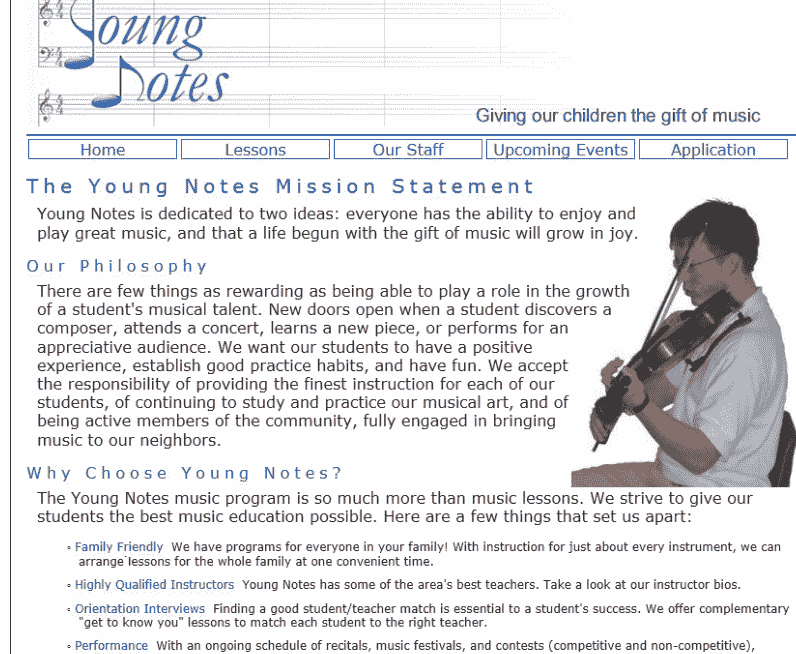 Young
Notes
Giving our children the gift of music
Home Lessons Our Staff Upcoming Events Application
The Young Notes Mission Statement
Young Notes is dedicated to two ideas: everyone has the ability to enjoy and
play great music, and that a life begun with the gift of music will grow in joy.
Our Philosophy
There are few things as rewarding as being able to play a role in the growth
of a student's musical talent. New doors open when a student discovers a
composer, attends a concert, learns a new piece, or performs for an
appreciative audience. We want our students to have a positive
experience, establish good practice habits, and have fun. We accept
the responsibility of providing the finest instruction for each of our
students, of continuing to study and practice our musical art, and of
being active members of the community, fully engaged in bringing
music to our neighbors.
Why Choose Young Notes?
The Young Notes music program is so much more than music lessons. We strive to give our
students the best music education possible. Here are a few things that set us apart:
◦ Family Friendly We have programs for everyone in your family! With instruction for just about every instrument, we can
arrange lessons for the whole family at one convenient time.
◦ Highly Qualified Instructors Young Notes has some of the area's best teachers. Take a look at our instructor bios.
◦ Orientation Interviews Finding a good student/teacher match is essential to a student's success. We offer complementary
"get to know you" lessons to match each student to the right teacher.
◦ Performance With an ongoing schedule of recitals, music festivals, and contests (competitive and non-competitive),